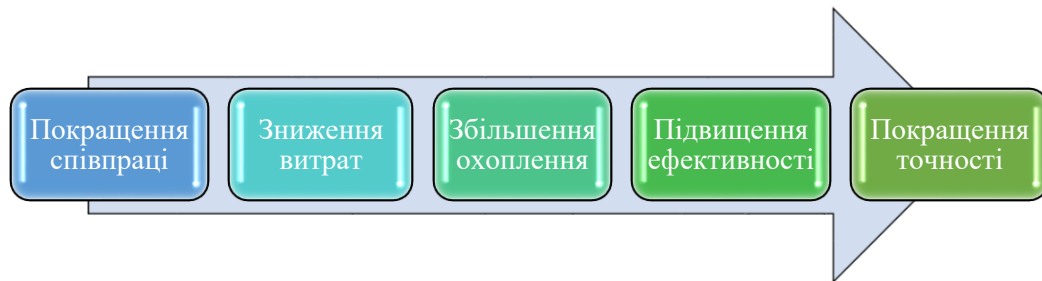 Покращення
співпраці
Зниження
витрат
Збільшення
охоплення
Підвищення
ефективності
Покращення
точності